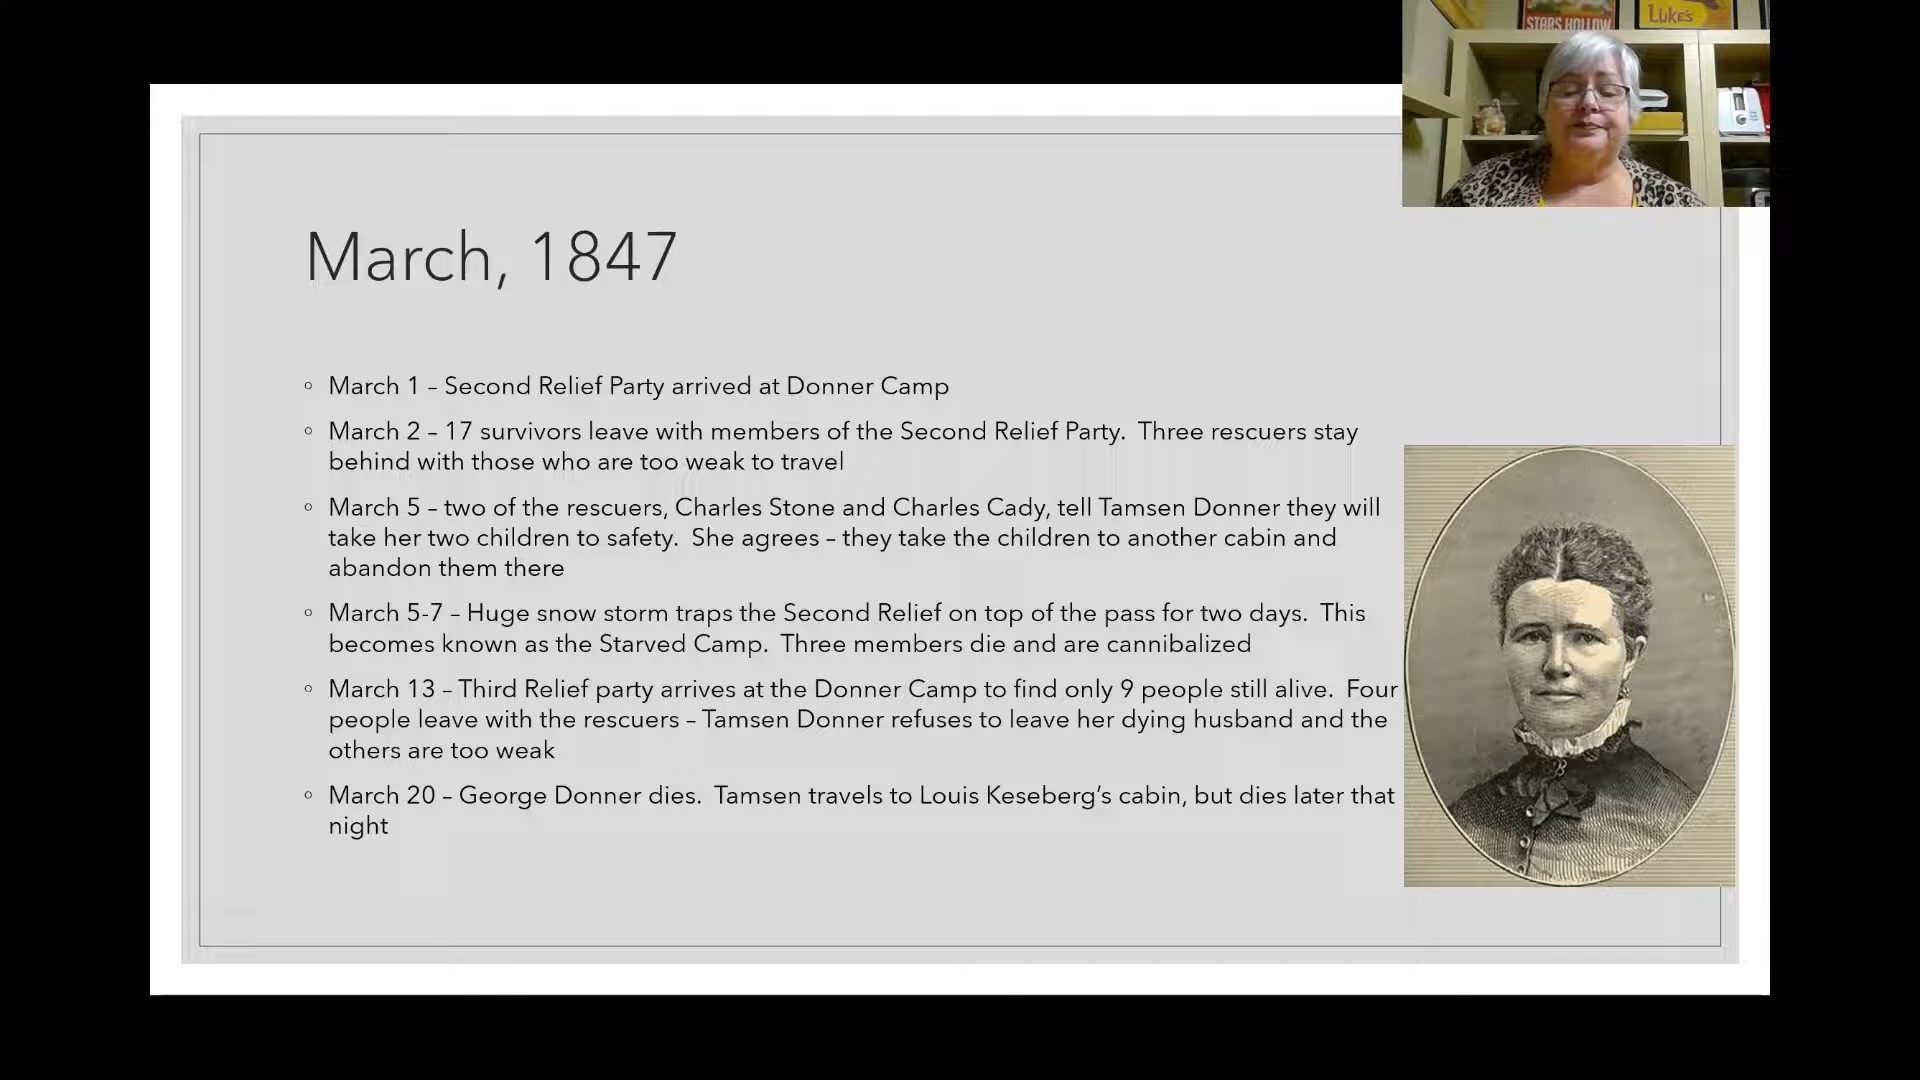 STARS HOLLOW
Luke's
March, 1847
◦ March 1 – Second Relief Party arrived at Donner Camp
◦ March 2 – 17 survivors leave with members of the Second Relief Party.  Three rescuers stay
behind with those who are too weak to travel
◦ March 5 – two of the rescuers, Charles Stone and Charles Cady, tell Tamsen Donner they will
take her two children to safety.  She agrees – they take the children to another cabin and
abandon them there
◦ March 5-7 – Huge snow storm traps the Second Relief on top of the pass for two days.  This
becomes known as the Starved Camp.  Three members die and are cannibalized
◦ March 13 – Third Relief party arrives at the Donner Camp to find only 9 people still alive.  Four
people leave with the rescuers – Tamsen Donner refuses to leave her dying husband and the
others are too weak
◦ March 20 – George Donner dies.  Tamsen travels to Louis Keseberg's cabin, but dies later that
night